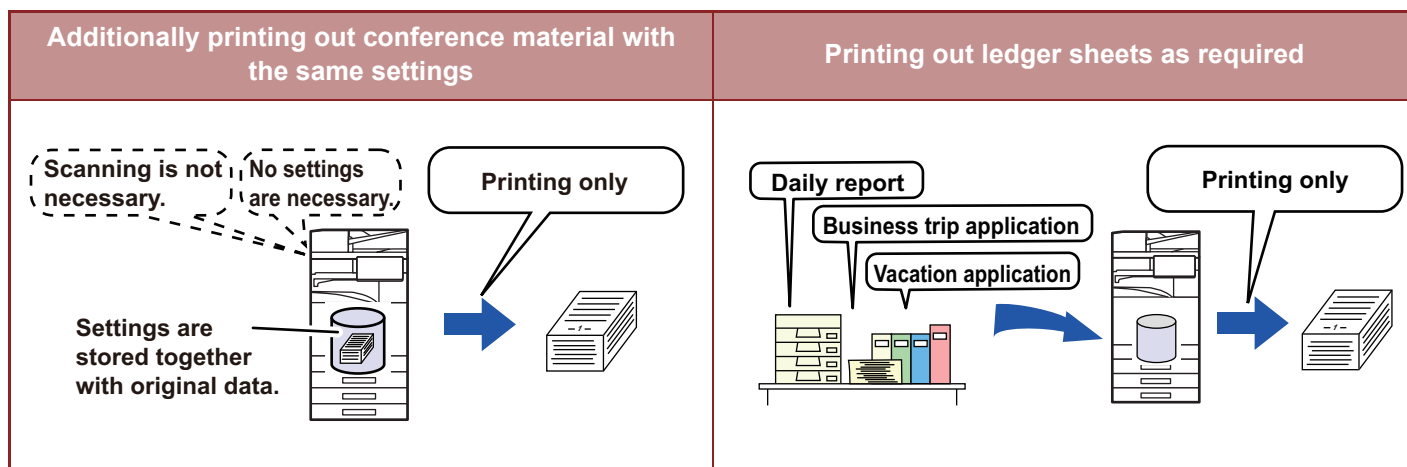 Additionally printing out conference material with
the same settings
Printing out ledger sheets as required
Scanning is not
necessary.
No settings
are necessary.
Printing only
Settings are
stored together
with original data.
–1–
Daily report
Business trip application
Vacation application
Printing only
–1–